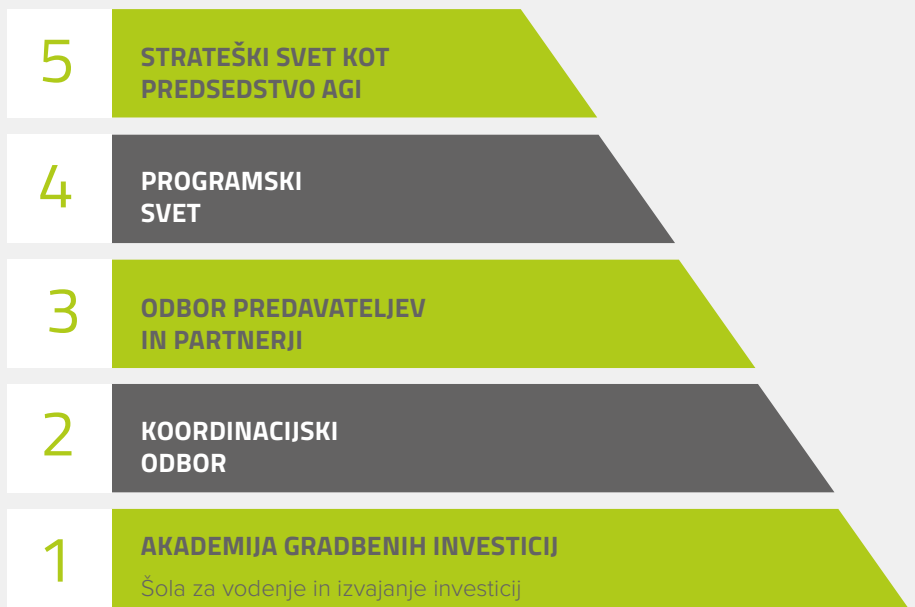 5
STRATEŠKI SVET KOT
PREDSEDSTVO AGI
4
PROGRAMSKI
SVET
3
ODBOR PREDAVATELJEV
IN PARTNERJI
2
KOORDINACIJSKI
ODBOR
1
AKADEMIJA GRADBENIH INVESTICIJ
Šola za vodenje in izvajanje investicij